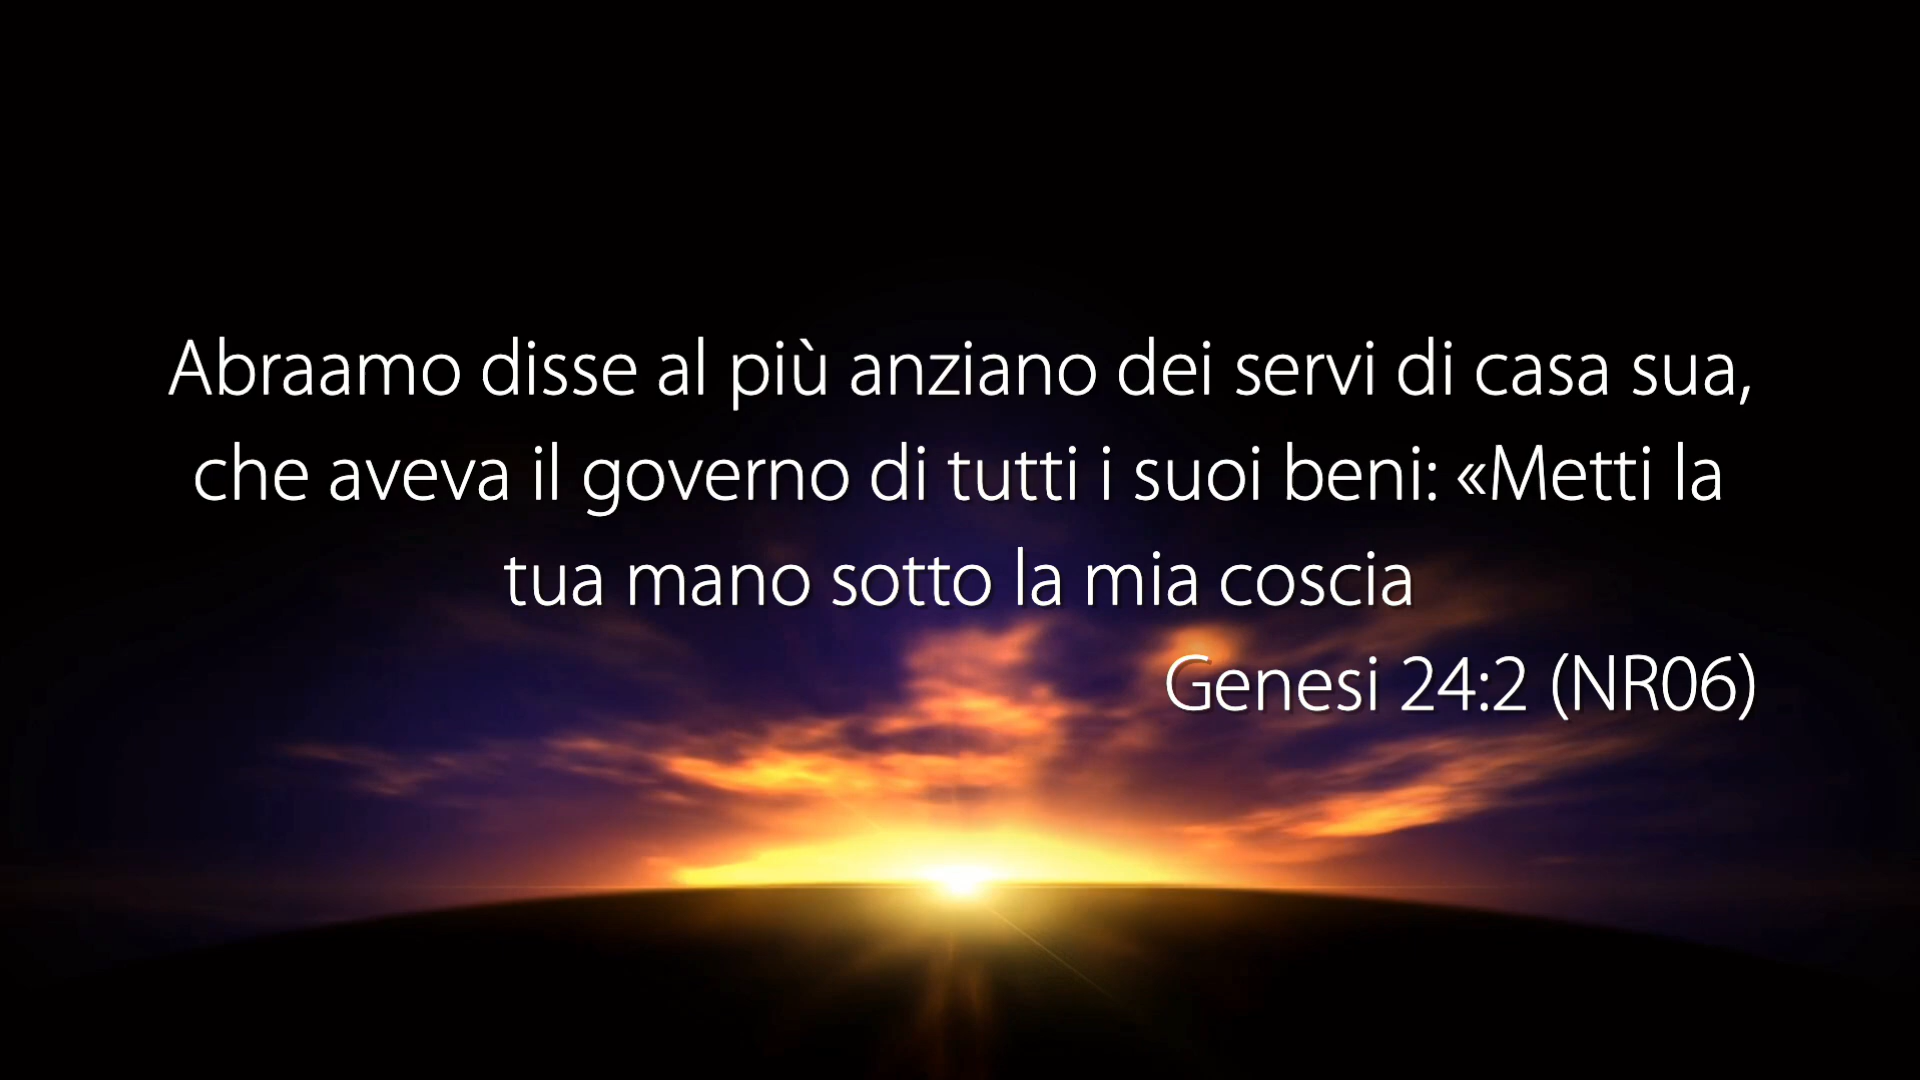 Abraamo disse al più anziano dei servi di casa sua,
che aveva il governo di tutti i suoi beni: «Metti la
tua mano sotto la mia coscia
Genesi 24:2 (NR06)